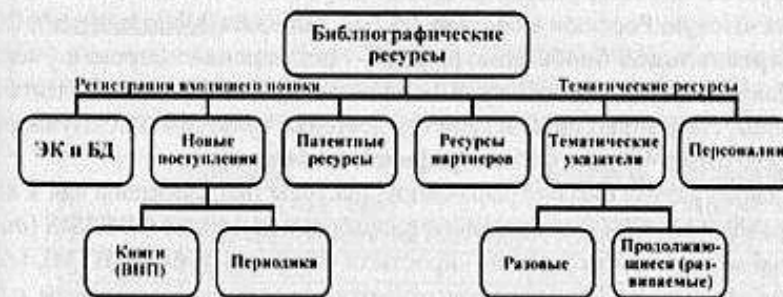 Библиографические
ресурсы
Регистрация входящего потока
Тематические ресурсы
ЭК и БД
Новые
поступления
Патентные
ресурсы
Ресурсы
партнеров
Тематические
указатели
Персоналии
Книги
(ВНП)
Периодика
Разовые
Продолжаю-
щиеся (раз-
виваемые)